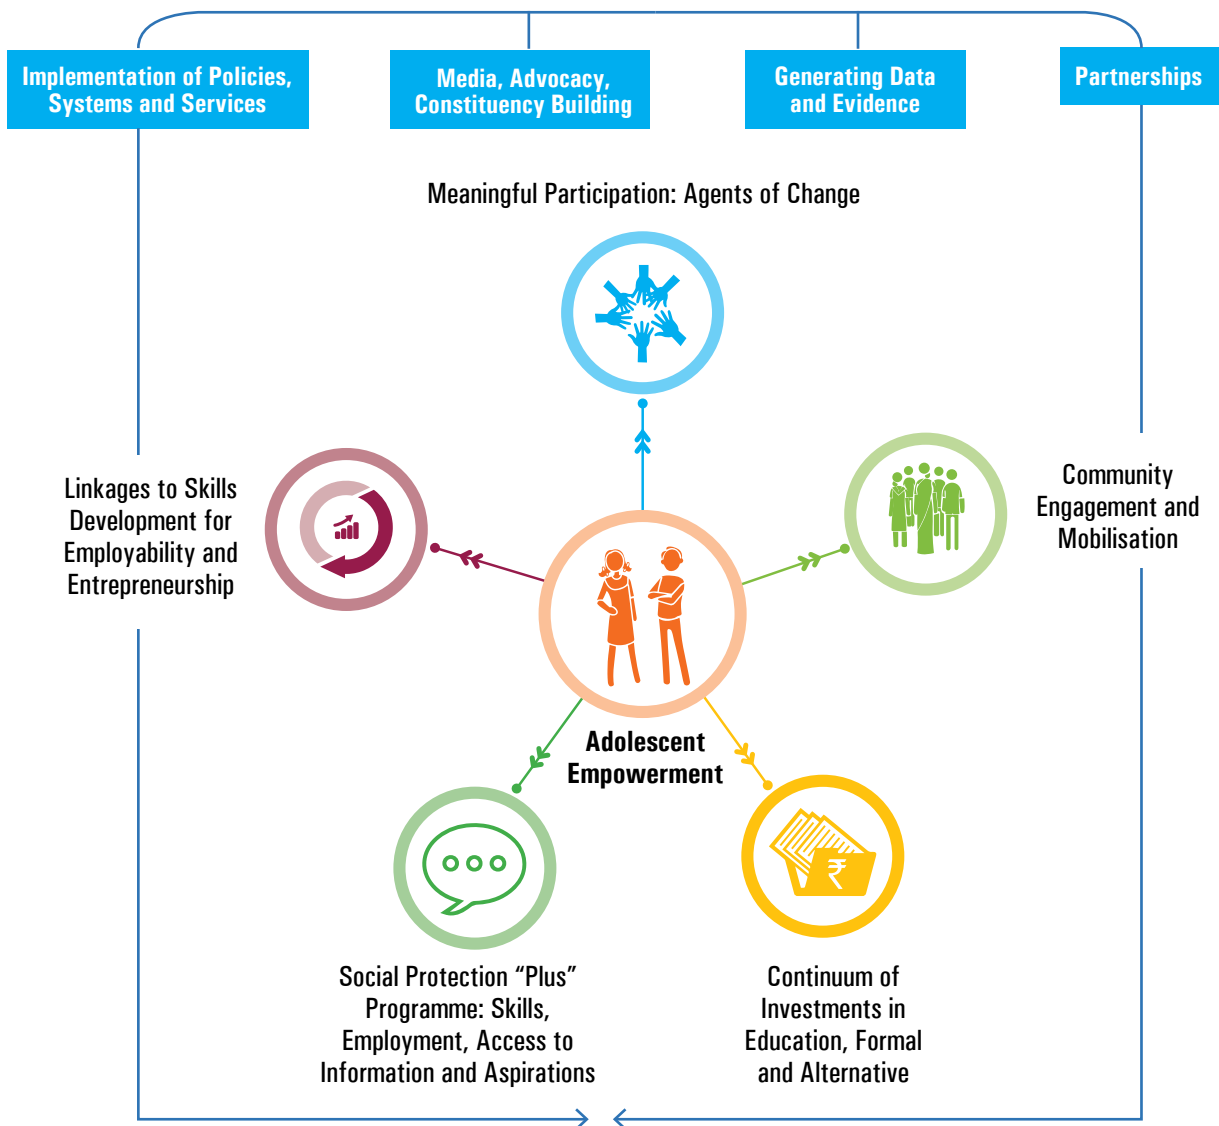 Implementation of Policies,
Systems and Services
Media, Advocacy,
Constituency Building
Generating Data
and Evidence
Partnerships
Meaningful Participation: Agents of Change
Linkages to Skills
Development for
Employability and
Entrepreneurship
Community
Engagement and
Mobilisation
Adolescent
Empowerment
₹
Social Protection “Plus”
Programme: Skills,
Employment, Access to
Information and Aspirations
Continuum of
Investments in
Education, Formal
and Alternative